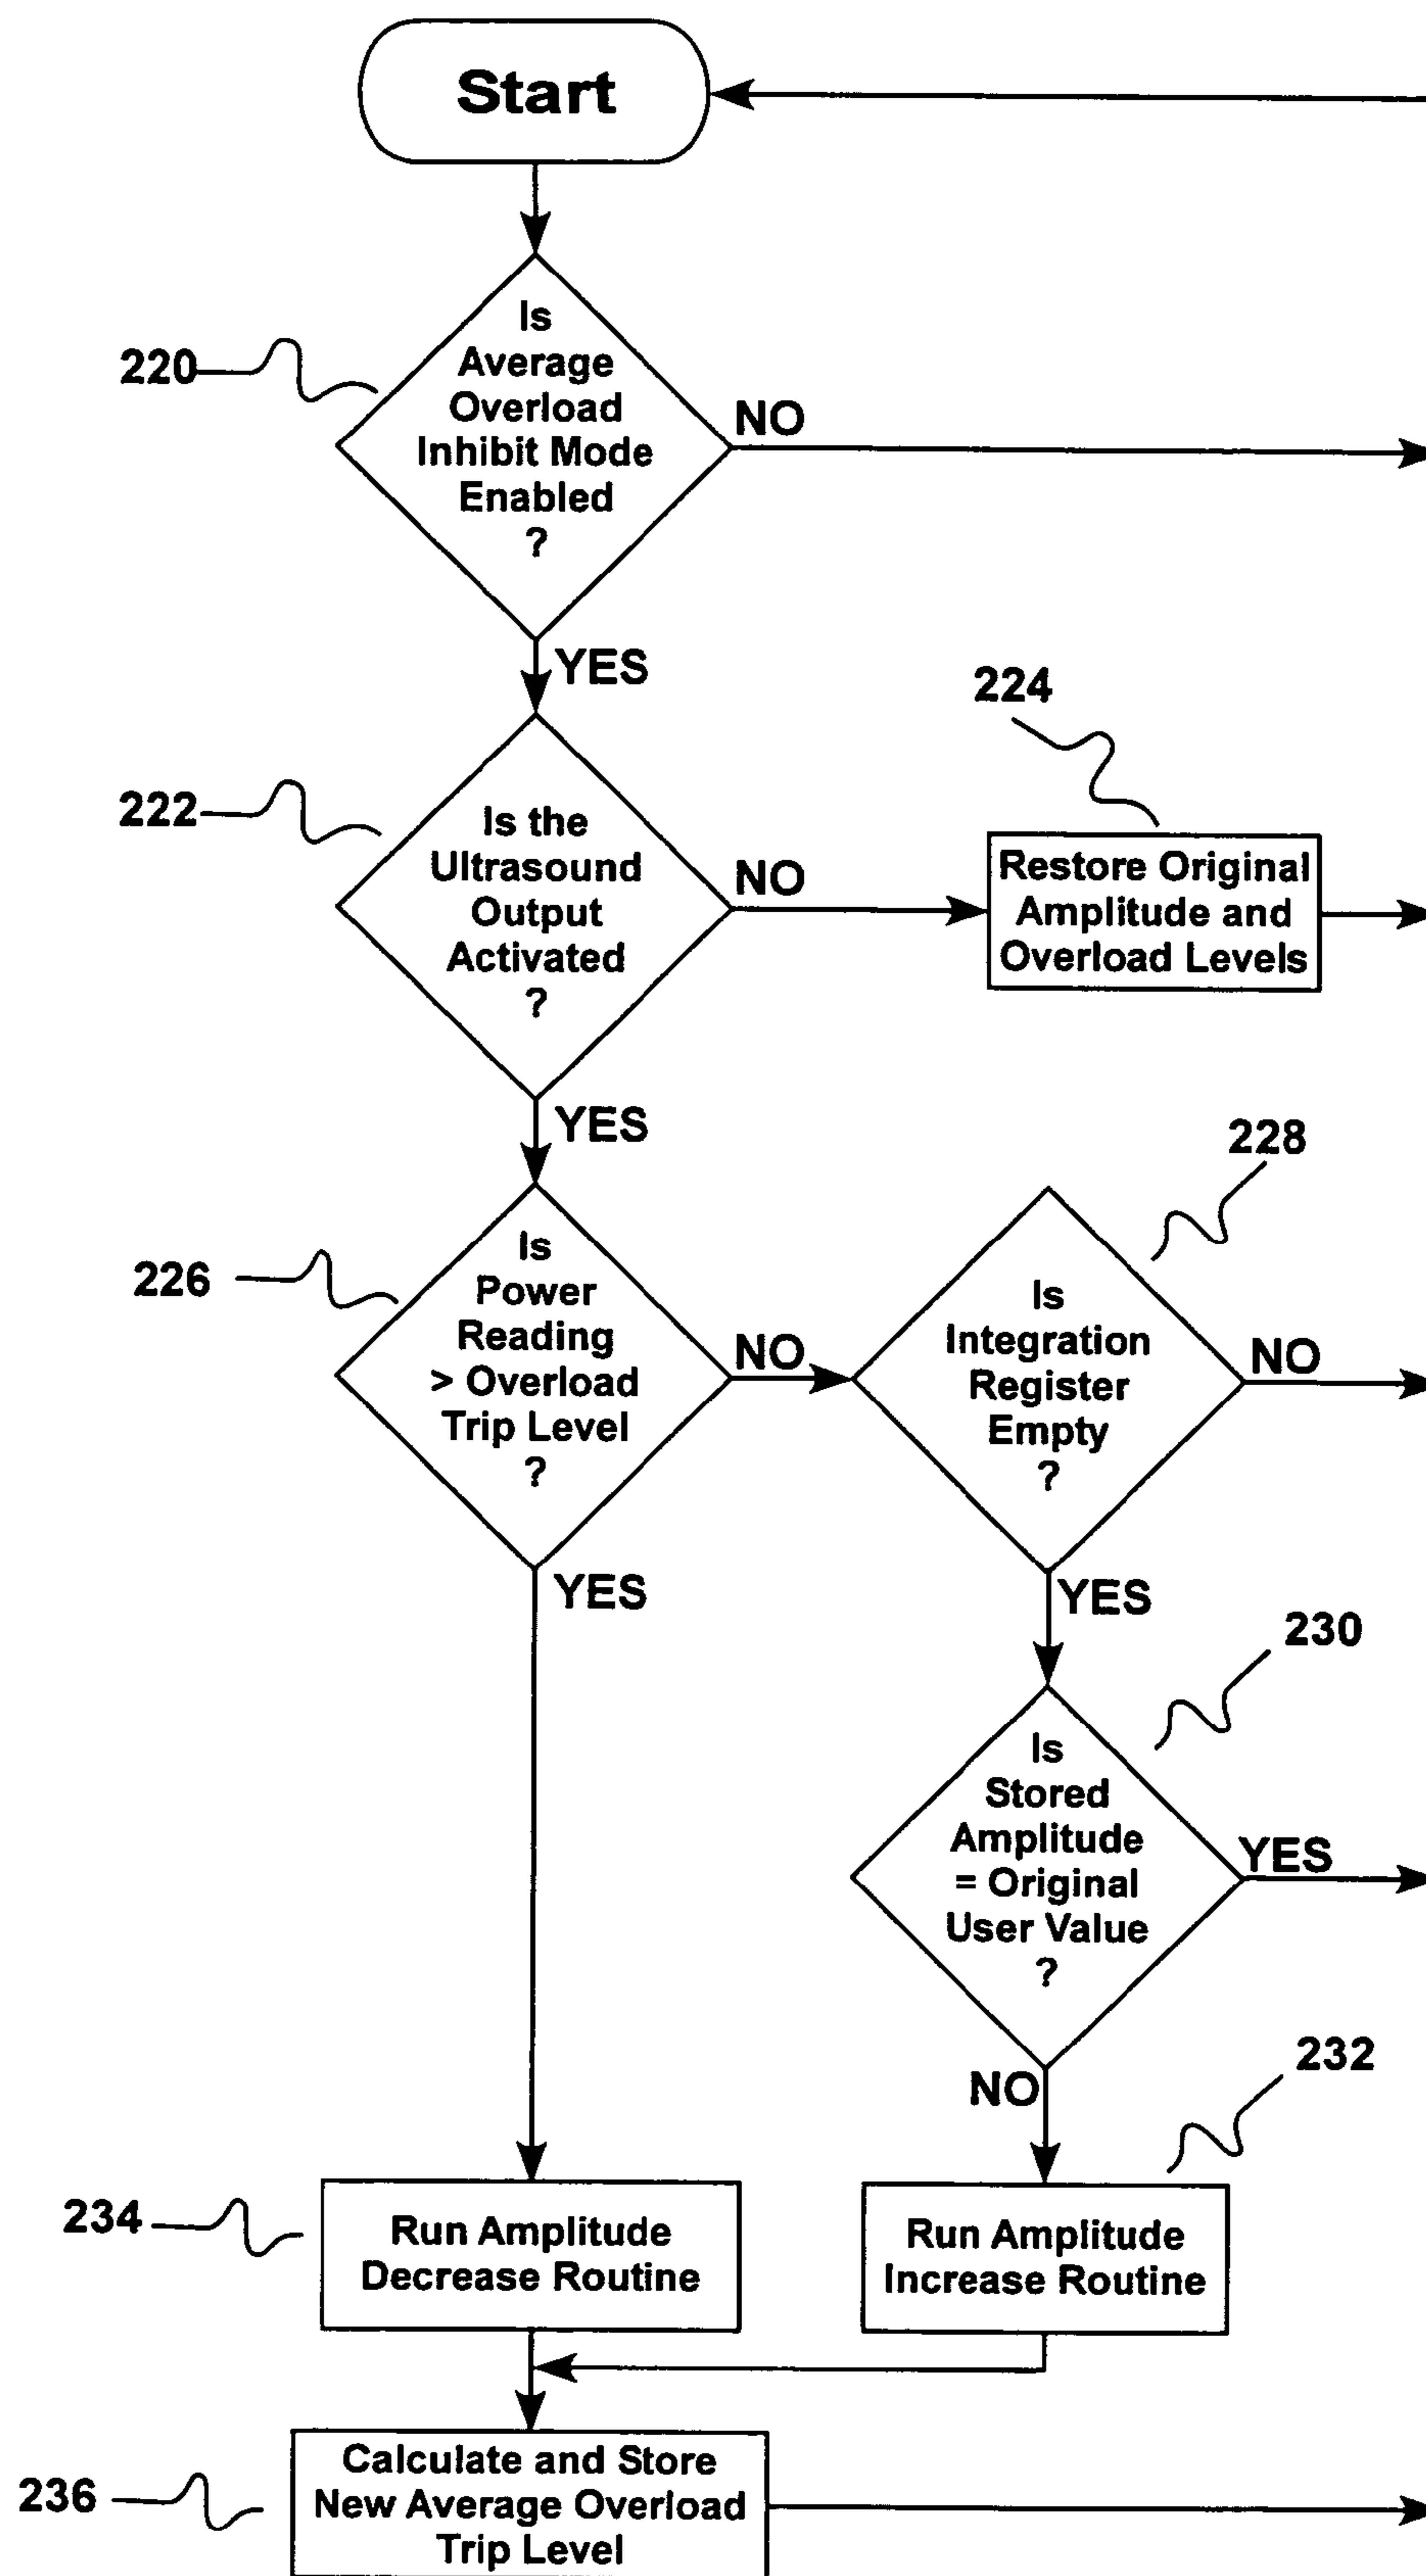 Start
220
Is
Average
Overload
Inhibit Mode
Enabled
?
NO
YES
222
Is the
Ultrasound
Output
Activated
?
NO
224
Restore Original
Amplitude and
Overload Levels
YES
226
Is
Power
Reading
> Overload
Trip Level
?
NO
228
Is
Integration
Register
Empty
?
NO
YES
YES
230
Is
Stored
Amplitude
= Original
User Value
?
YES
NO
232
234
Run Amplitude
Decrease Routine
Run Amplitude
Increase Routine
236
Calculate and Store
New Average Overload
Trip Level